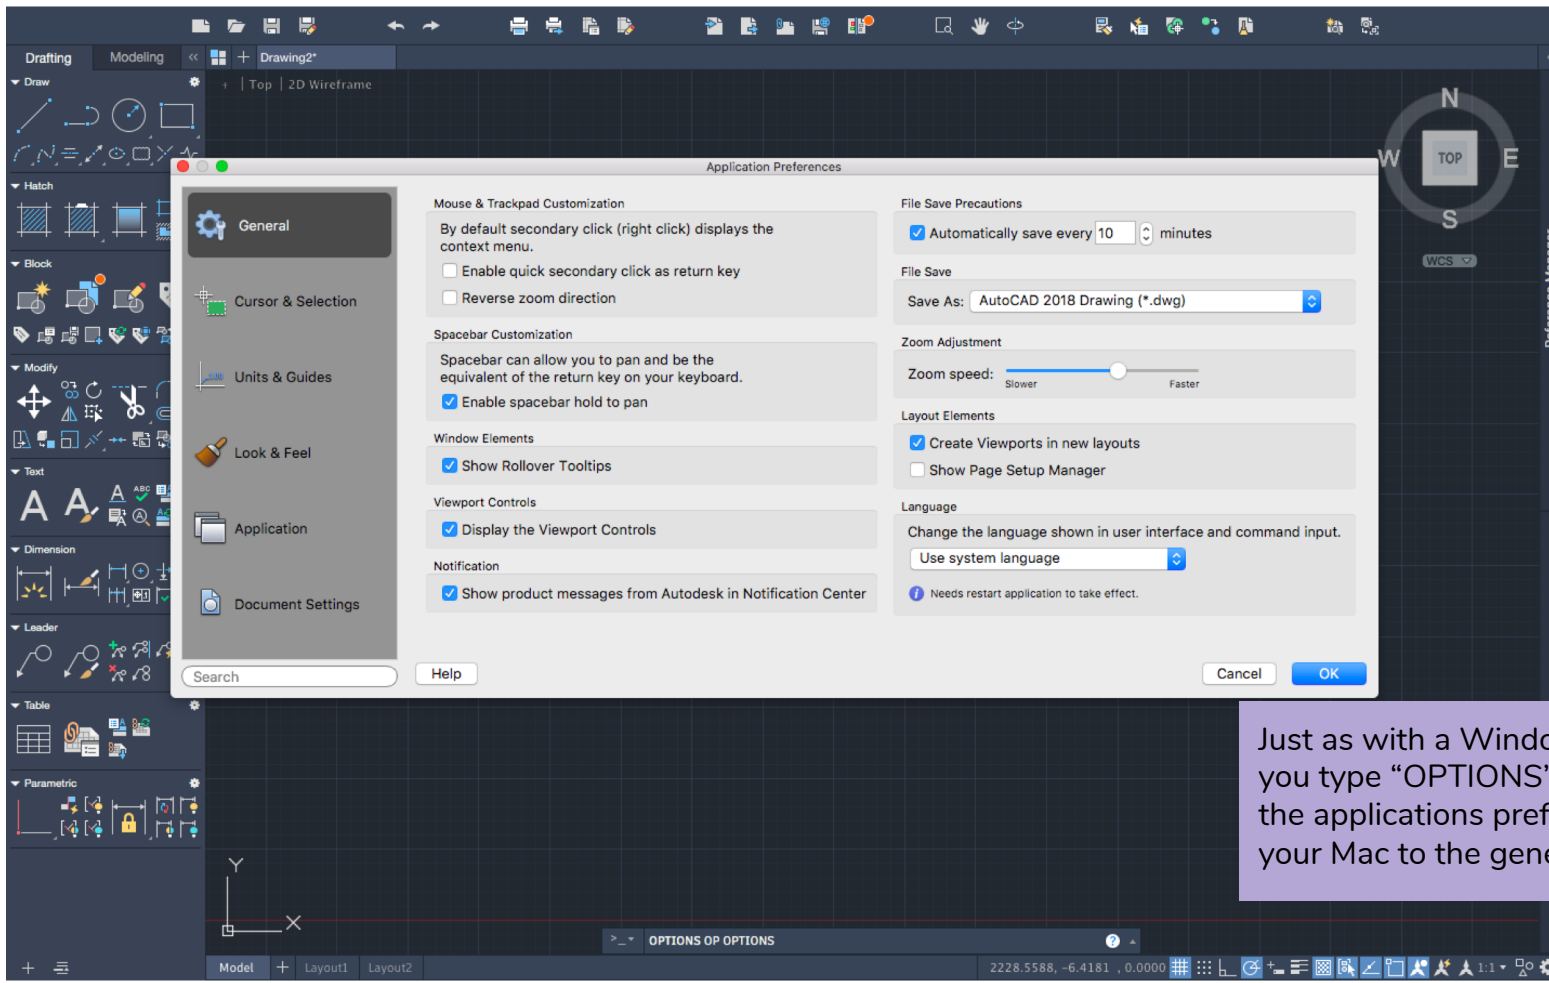 Drafting
Modeling
Drawing2*
Draw
Top
2D Wireframe
N
W
TOP
E
S
WCS
Hatch
Block
Modify
Text
A A A ABC
Dimension
Leader
Table
Parametric
Application Preferences
General
Cursor & Selection
Units & Guides
Look & Feel
Application
Document Settings
Search
Mouse & Trackpad Customization
By default secondary click (right click) displays the
context menu.
Enable quick secondary click as return key
Reverse zoom direction
Spacebar Customization
Spacebar can allow you to pan and be the
equivalent of the return key on your keyboard.
Enable spacebar hold to pan
Window Elements
Show Rollover Tooltips
Viewport Controls
Display the Viewport Controls
Notification
Show product messages from Autodesk in Notification Center
File Save Precautions
Automatically save every 10 minutes
File Save
Save As: AutoCAD 2018 Drawing (*.dwg)
Zoom Adjustment
Zoom speed:
Slower
Faster
Layout Elements
Create Viewports in new layouts
Show Page Setup Manager
Language
Change the language shown in user interface and command input.
Use system language
Needs restart application to take effect.
Help
Cancel
OK
Just as with a Windo
you type “OPTIONS”
the applications pref
your Mac to the gene
Y
X
>_ OPTIONS OP OPTIONS
Model
Layout1
Layout2
2228.5588, -6.4181 , 0.0000
1:1